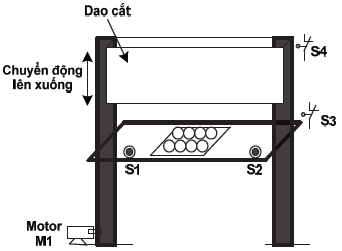 Dao cắt
S4
Chuyển động
lên xuống
S3
S1
S2
Motor
M1